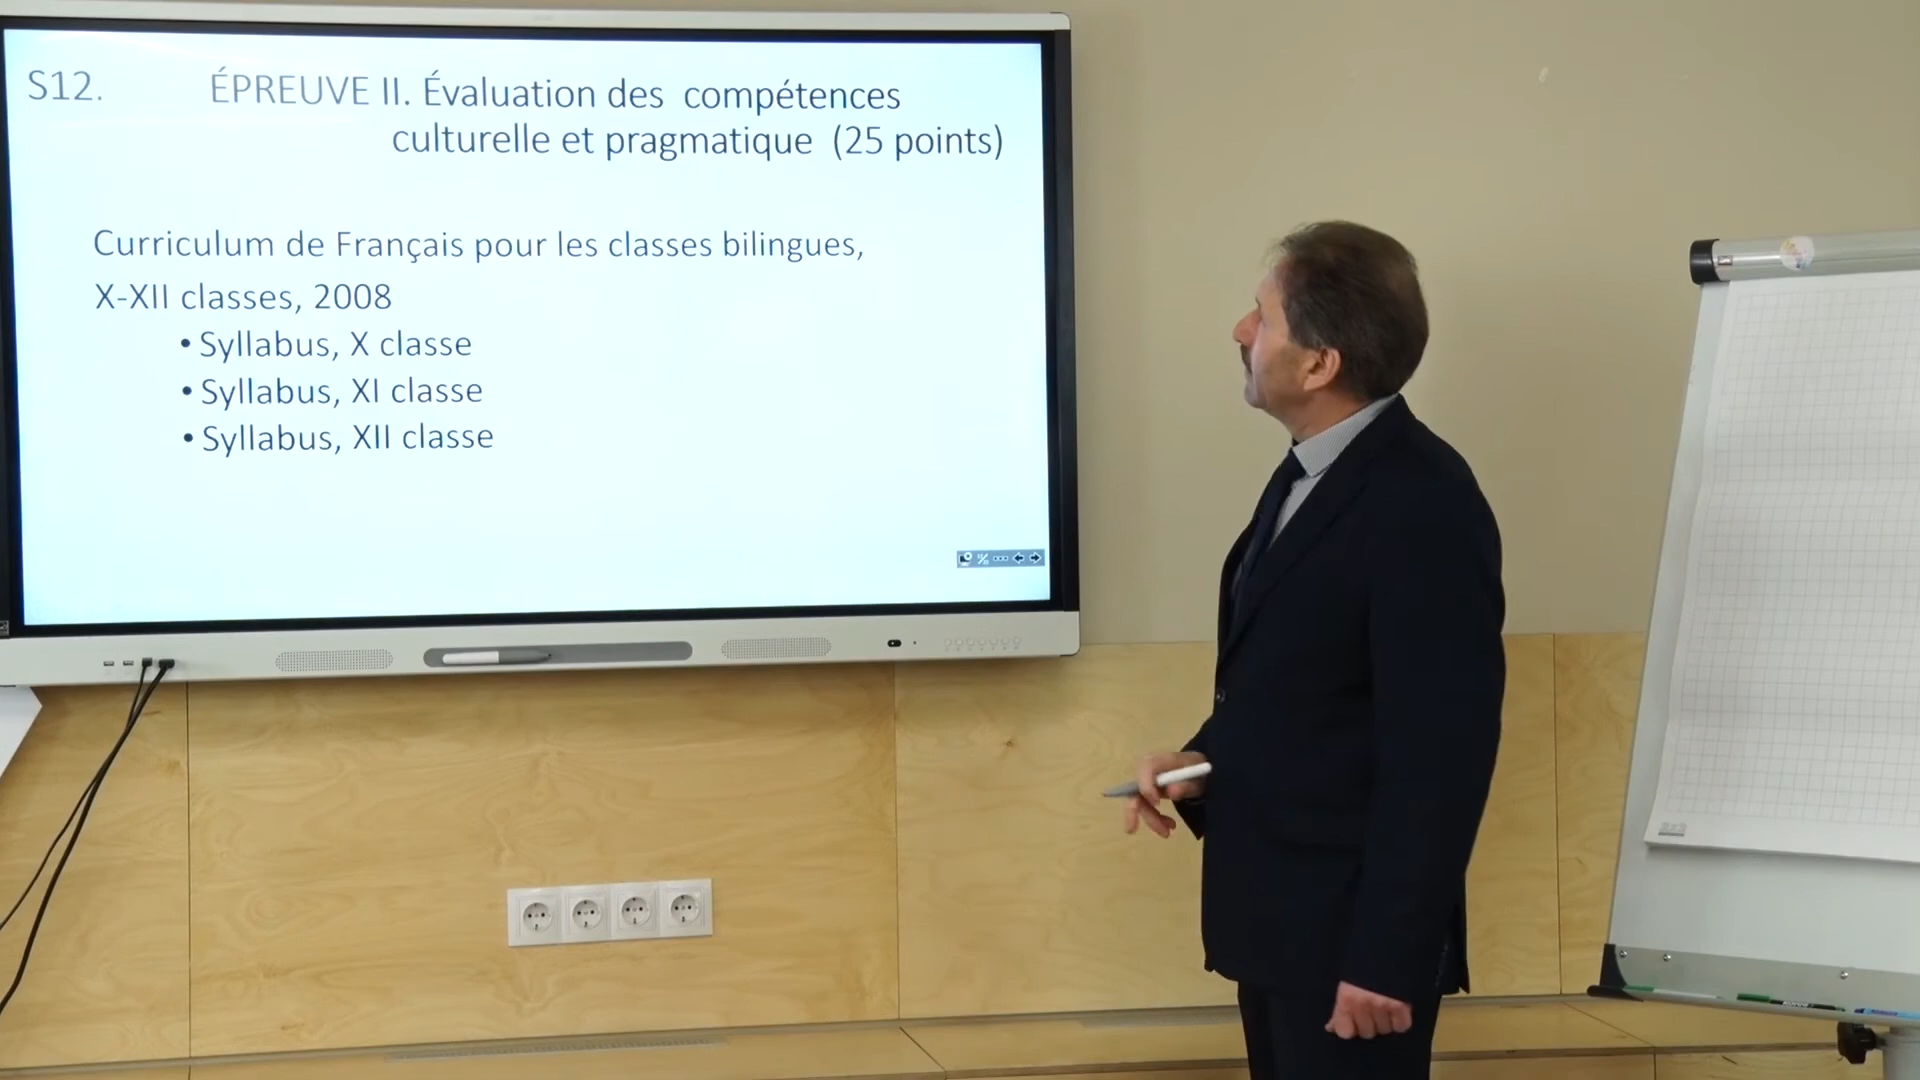 S12. ÉPREUVE II. Évaluation des compétences
culturelle et pragmatique (25 points)
Curriculum de Français pour les classes bilingues,
X-XII classes, 2008
• Syllabus, X classe
• Syllabus, XI classe
• Syllabus, XII classe